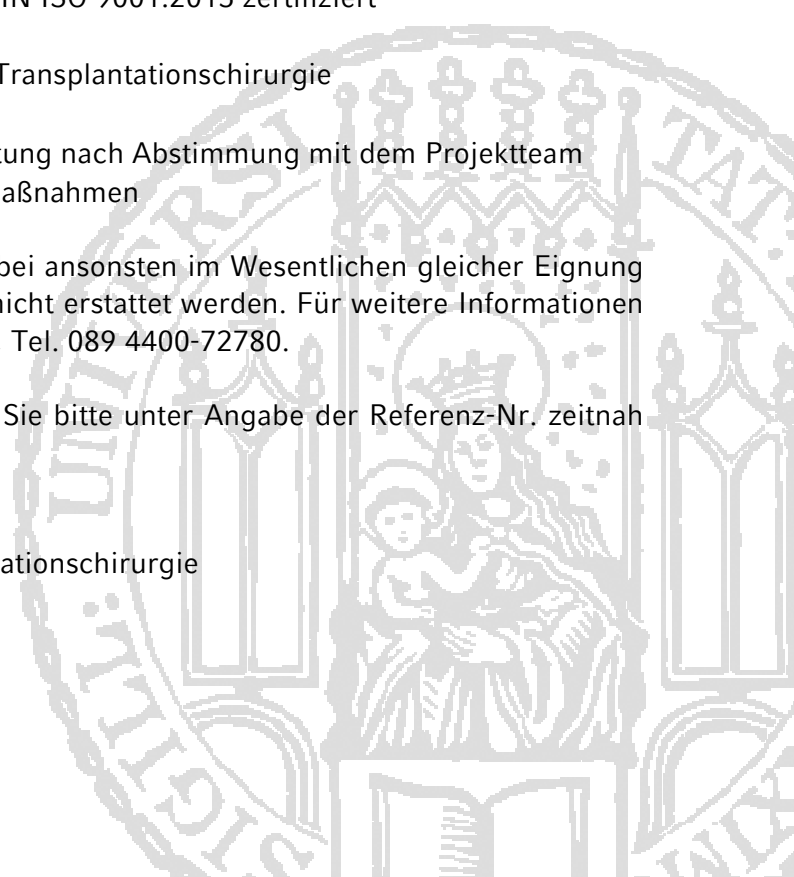 IN ISO 9001:2015 zertifiziert
Transplantationschirurgie
tung nach Abstimmung mit dem Projektteam
aßnahmen
bei ansonsten im Wesentlichen gleicher Eignung
nicht erstattet werden. Für weitere Informationen
Tel. 089 4400-72780.
Sie bitte unter Angabe der Referenz-Nr. zeitnah
ationschirurgie
SIGILL: UNIVERSITAT.